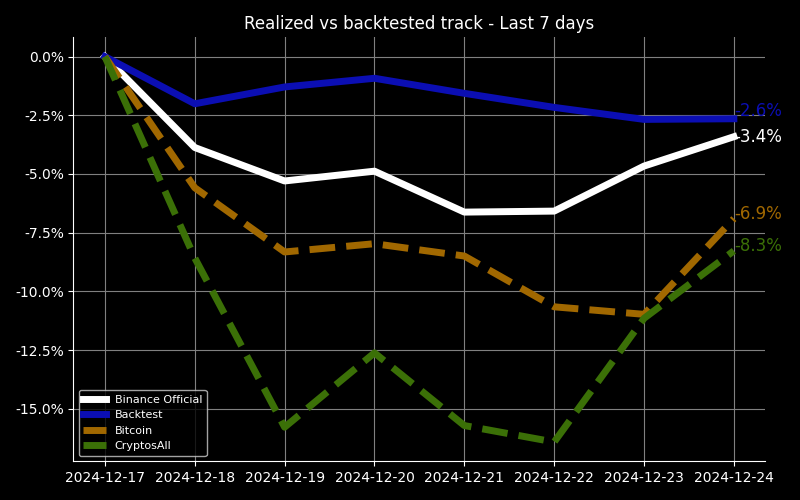 Realized vs backtested track - Last 7 days
0.0%
-2.5%
-5.0%
-7.5%
-10.0%
-12.5%
-15.0%
-2.6%
-3.4%
-6.9%
-8.3%
Binance Official
Backtest
Bitcoin
CryptosAll
2024-12-17 2024-12-18 2024-12-19 2024-12-20 2024-12-21 2024-12-22 2024-12-23 2024-12-24